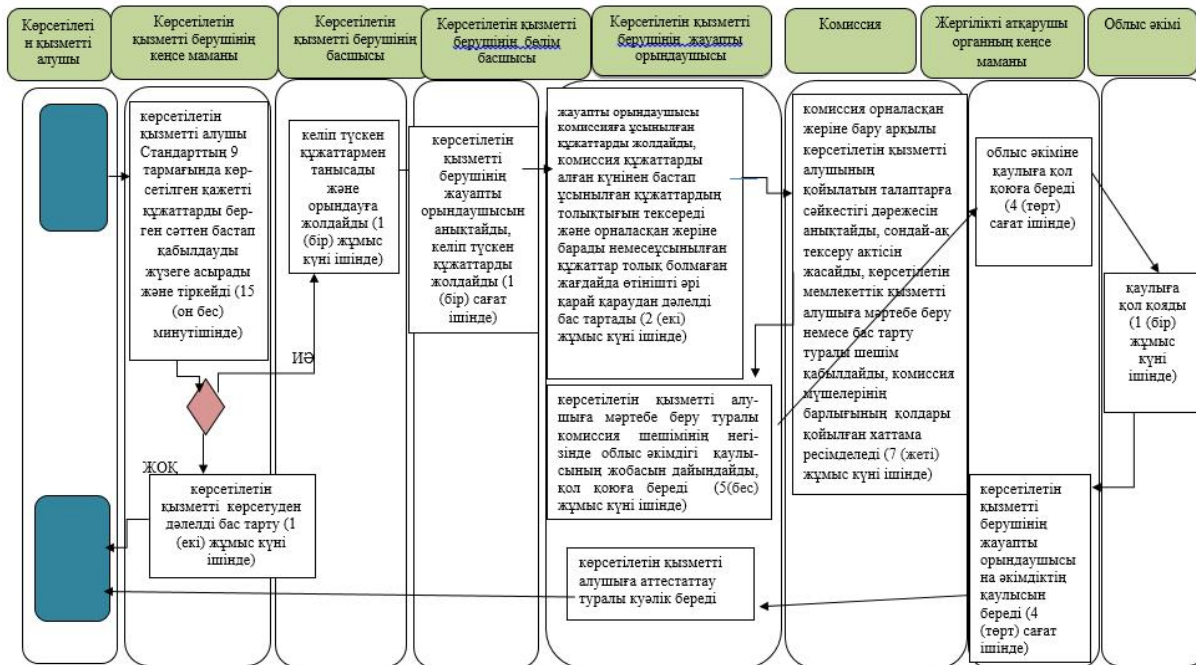 Көрсетілеті
н қызметті
алушы
Көрсетілетін
қызметті берушінің
кеңсе маманы
Көрсетілетін
қызметті берушінің
басшысы
Көрсетілетін қызметті
берушінің бөлім
басшысы
Көрсетілетін қызметті
берушінің жауапты
орындаушысы
Комиссия
Жергілікті атқарушы
органның кеңсе
маманы
Облыс әкімі
көрсетілетін
қызметті алушы
Стандарттың 9
тармағында көр-
сетілген қажетті
құжаттарды бер-
ген сәттен бастап
қабылдауды
жүзеге асырады
және тіркейді (15
(он бес)
минутішінде)
ИӘ
ЖОҚ
көрсетілетін
қызметті көрсетуден
дәлелді бас тарту (1
(екі) жұмыс күні
ішінде)
келіп түскен
құжаттармен
танысады
және
орындауға
жолдайды (1
(бір) жұмыс
күні ішінде)
көрсетілетін
қызметті
берушінің
жауапты
орындаушысын
анықтайды,
келіп түскен
құжаттарды
жолдайды (1
(бір) сағат
ішінде)
жауапты орындаушысы
комиссияға ұсынылған
құжаттарды жолдайды,
комиссия құжаттарды
алған күнінен бастап
ұсынылған құжаттардың
толықтығын тексереді
және орналасқан жеріне
барады немесеұсынылған
құжаттар толық болмаған
жағдайда өтінішті әрі
қарай қараудан дәлелді
бас тартады (2 (екі)
жұмыс күні ішінде)
көрсетілетін қызметті алу-
шыға мәртебе беру туралы
комиссия шешімінің негі-
зінде облыс әкімдігі қаулы-
сының жобасын дайындайды,
қол қоюға береді (5(бес)
жұмыс күні ішінде)
көрсетілетін қызметті
алушыға аттестаттау
туралы куәлік береді
комиссия орналасқан
жеріне бару арқылы
көрсетілетін қызметті
алушының
қойылатын талаптарға
сәйкестігі дәрежесін
анықтайды, сондай-ақ
тексеру актісін
жасайды, көрсетілетін
мемлекеттік қызметті
алушыға мәртебе беру
немесе бас тарту
туралы шешім
қабылдайды, комиссия
мүшелерінің
барлығының қолдары
қойылған хаттама
ресімделеді (7 (жеті)
жұмыс күні ішінде)
облыс әкіміне
қаулыға қол
қоюға береді
(4 (төрт)
сағат ішінде)
қаулыға
қол қояды
(1 (бір)
жұмыс
күні
ішінде)
көрсетілетін
қызметті
берушінің
жауапты
орындаушысы
на әкімдіктің
қаулысын
береді (4
(төрт) сағат
ішінде)